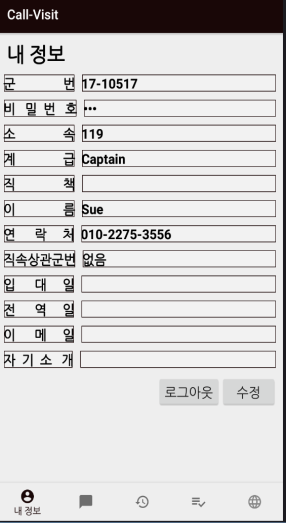 Call-Visit
내 정보
군 번 17-10517
비 밀 번 호 •••
소 속 119
계 급 Captain
직 책
이 름 Sue
연 락 처 010-2275-3556
직속상관군번 없음
입 대 일
전 역 일
이 메 일
자 기 소 개
로그아웃 수정
내 정보